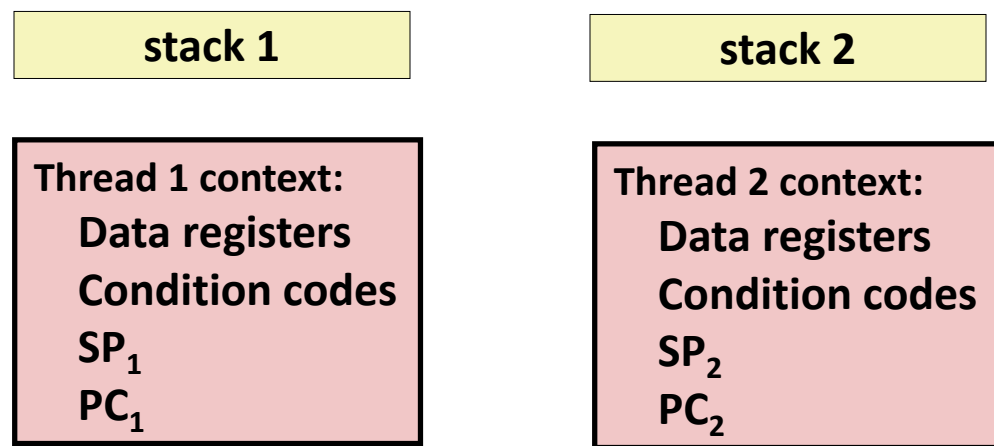 stack 1
Thread 1 context:
Data registers
Condition codes
SP₁
PC₁
stack 2
Thread 2 context:
Data registers
Condition codes
SP₂
PC₂